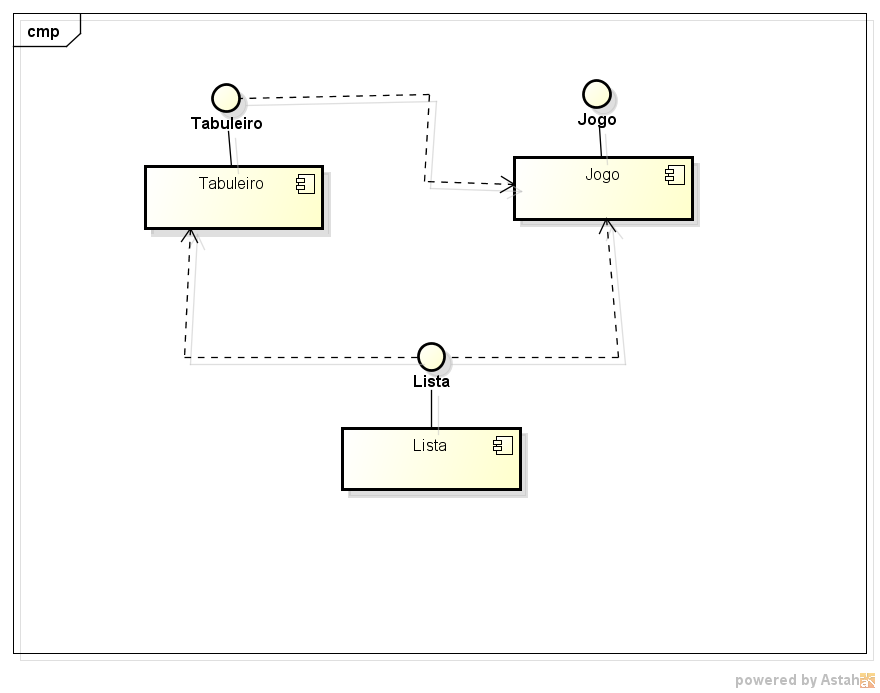 cmp
Tabuleiro
Jogo
Tabuleiro
Jogo
Lista
Lista
powered by Astah